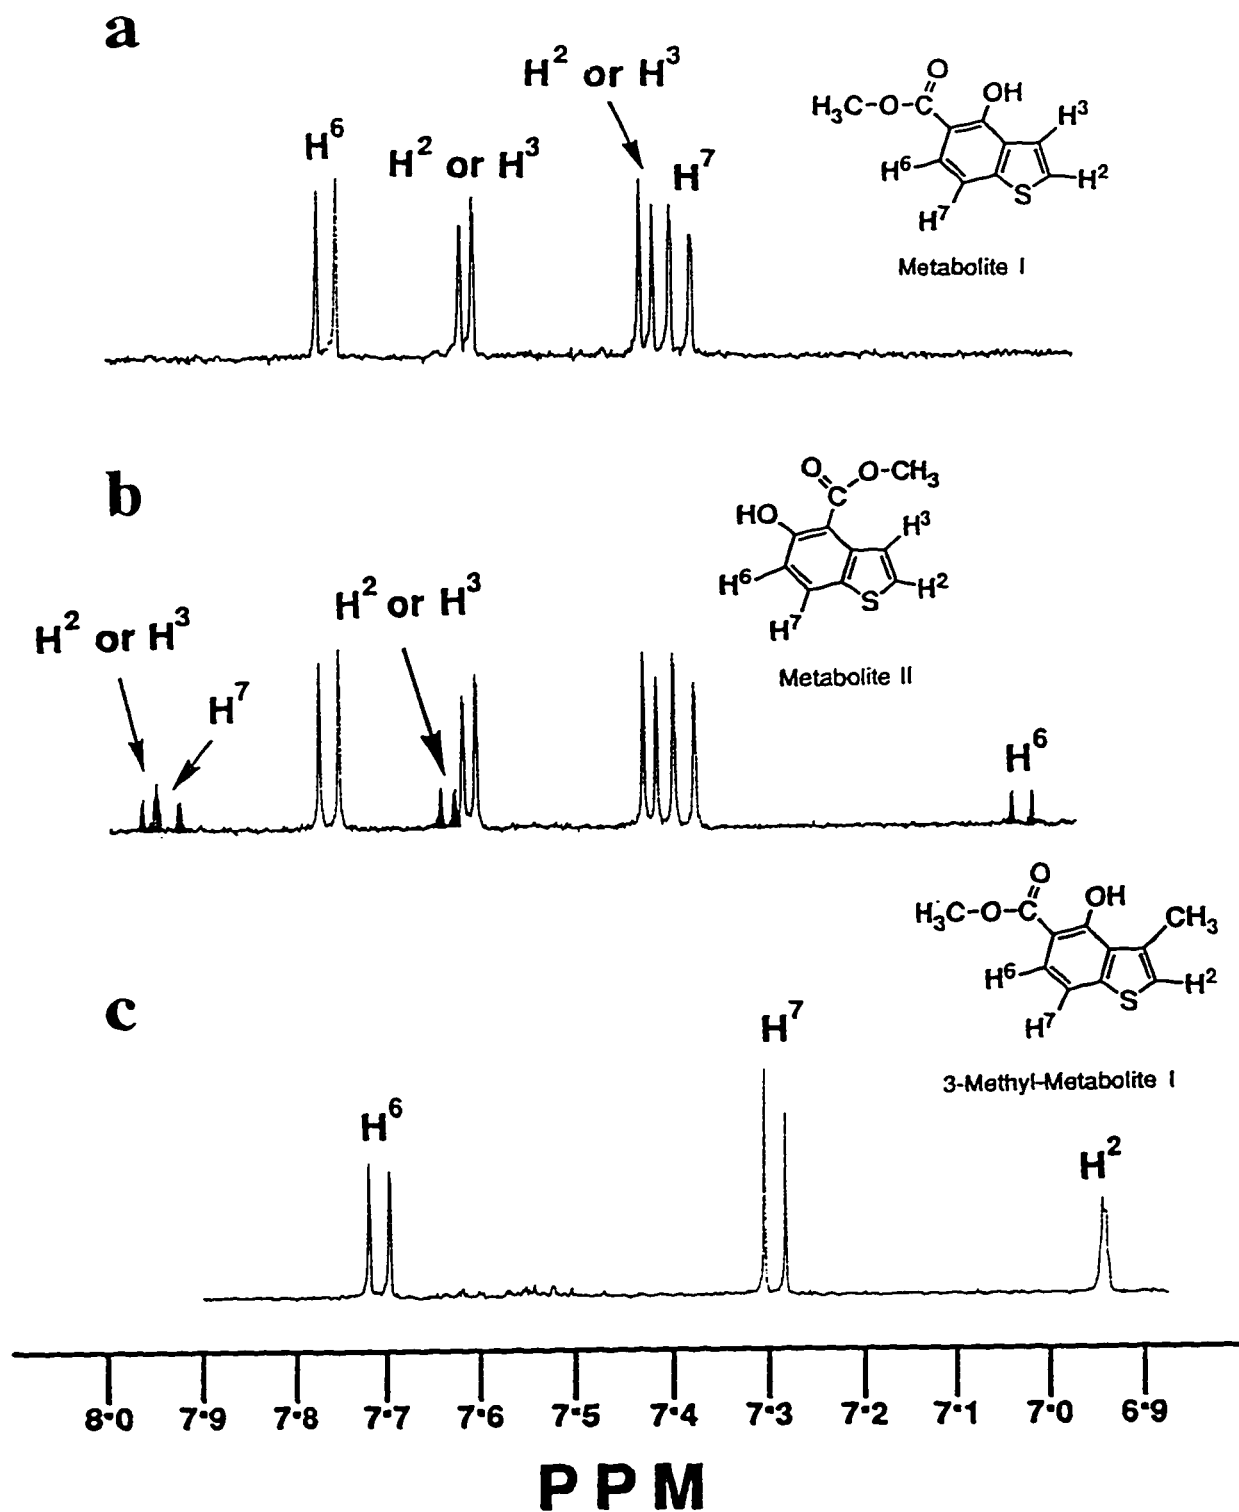 a
H² or H³
H⁶
H² or H³
H⁷
O
H₃C-O-C
OH
H³
H⁶
H²
S
H⁷
Metabolite I
b
O
O-CH₃
C
HO
H³
H⁶
H²
S
H⁷
Metabolite II
H² or H³
H² or H³
H⁷
H⁶
c
O
H₃C-O-C
OH
CH₃
H⁶
H²
S
H⁷
3-Methyl-Metabolite I
H⁷
H⁶
H²
8·0 7·9 7·8 7·7 7·6 7·5 7·4 7·3 7·2 7·1 7·0 6·9
PPM